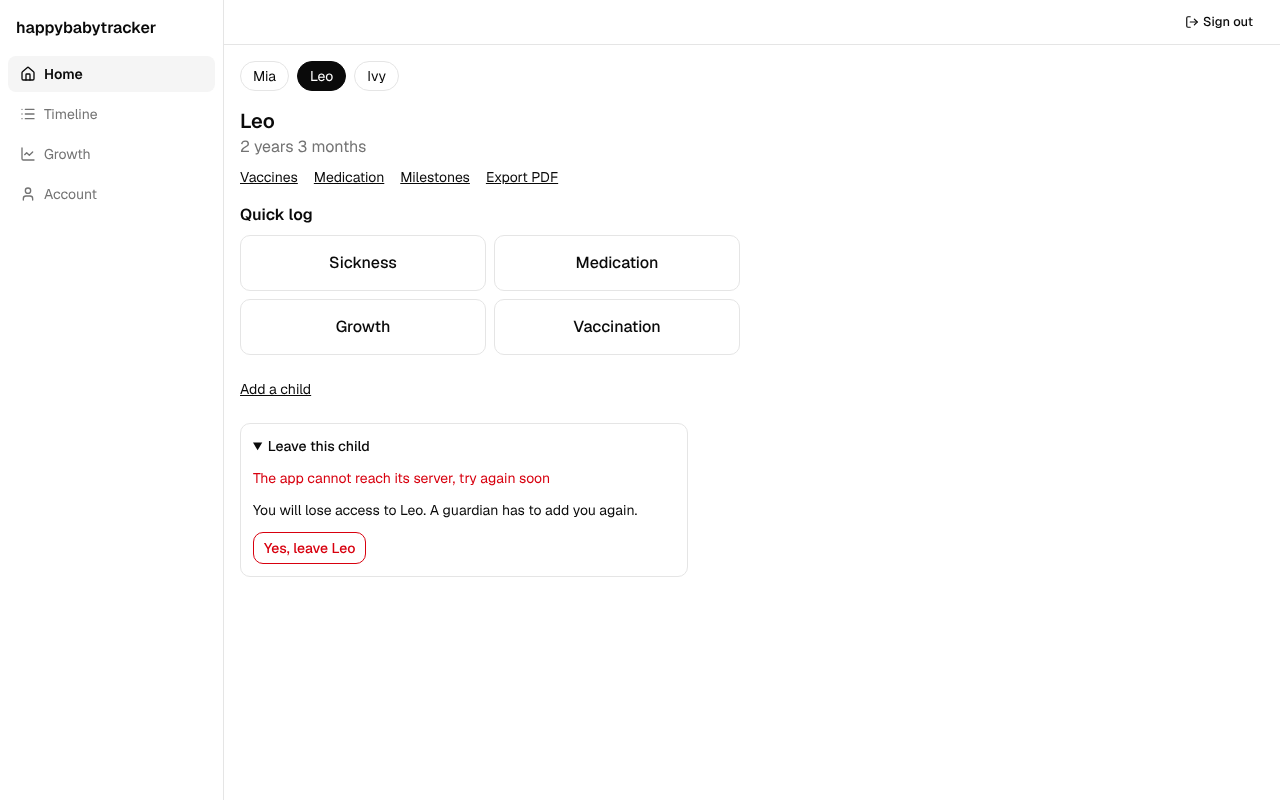 happybabytracker
Sign out
Home
Timeline
Growth
Account
Mia Leo Ivy
Leo
2 years 3 months
Vaccines Medication Milestones Export PDF
Quick log
Sickness Medication
Growth Vaccination
Add a child
▼ Leave this child
The app cannot reach its server, try again soon
You will lose access to Leo. A guardian has to add you again.
Yes, leave Leo